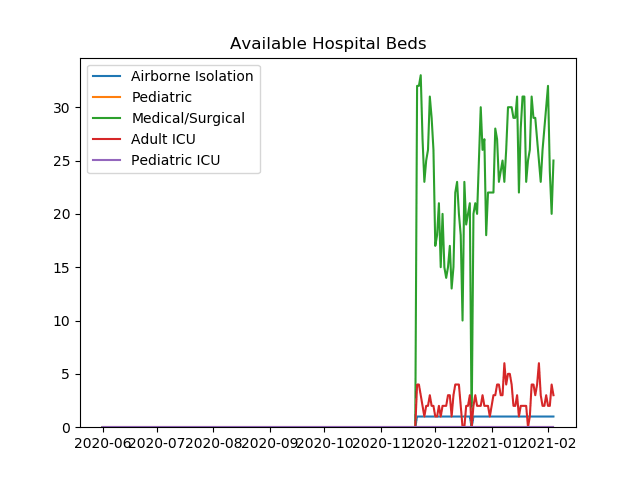 Available Hospital Beds
Airborne Isolation
Pediatric
Medical/Surgical
Adult ICU
Pediatric ICU
30
25
20
15
10
5
0
2020-06 2020-07 2020-08 2020-09 2020-10 2020-11 2020-12 2021-01 2021-02